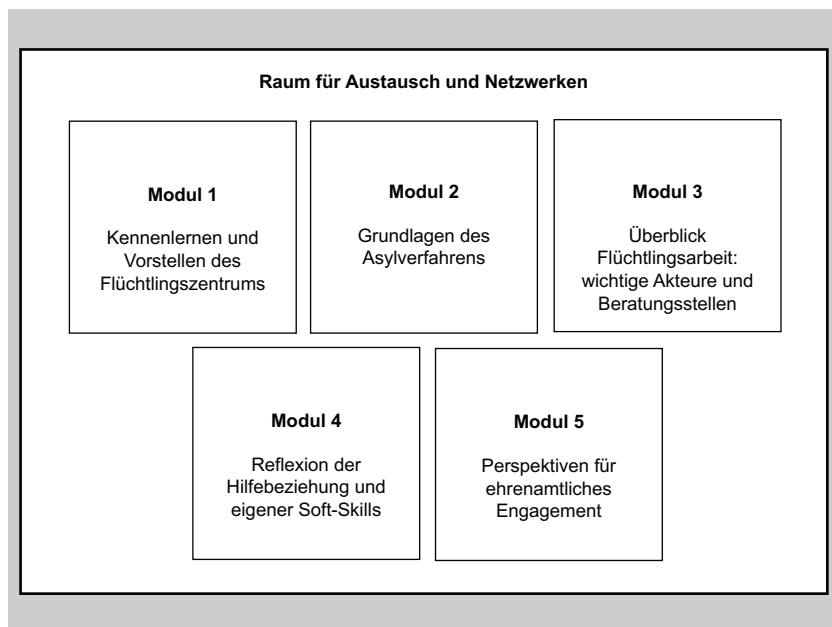 Raum für Austausch und Netzwerken
Modul 1
Kennenlernen und
Vorstellen des
Flüchtlingszentrums
Modul 2
Grundlagen des
Asylverfahrens
Modul 3
Überblick
Flüchtlingsarbeit:
wichtige Akteure und
Beratungsstellen
Modul 4
Reflexion der
Hilfebeziehung und
eigener Soft-Skills
Modul 5
Perspektiven für
ehrenamtliches
Engagement